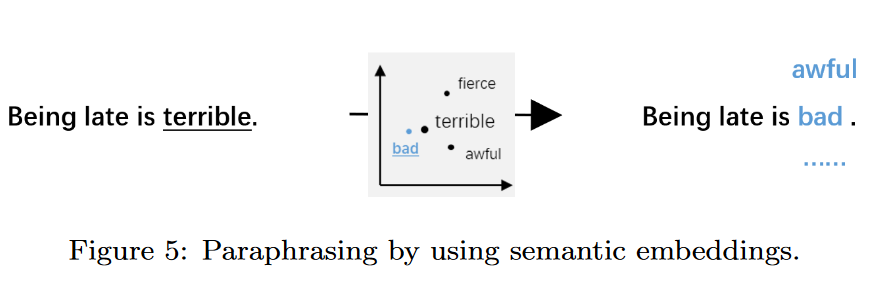 awful
fierce
Being late is terrible.
terrible
Being late is bad .
bad
awful
......
Figure 5: Paraphrasing by using semantic embeddings.